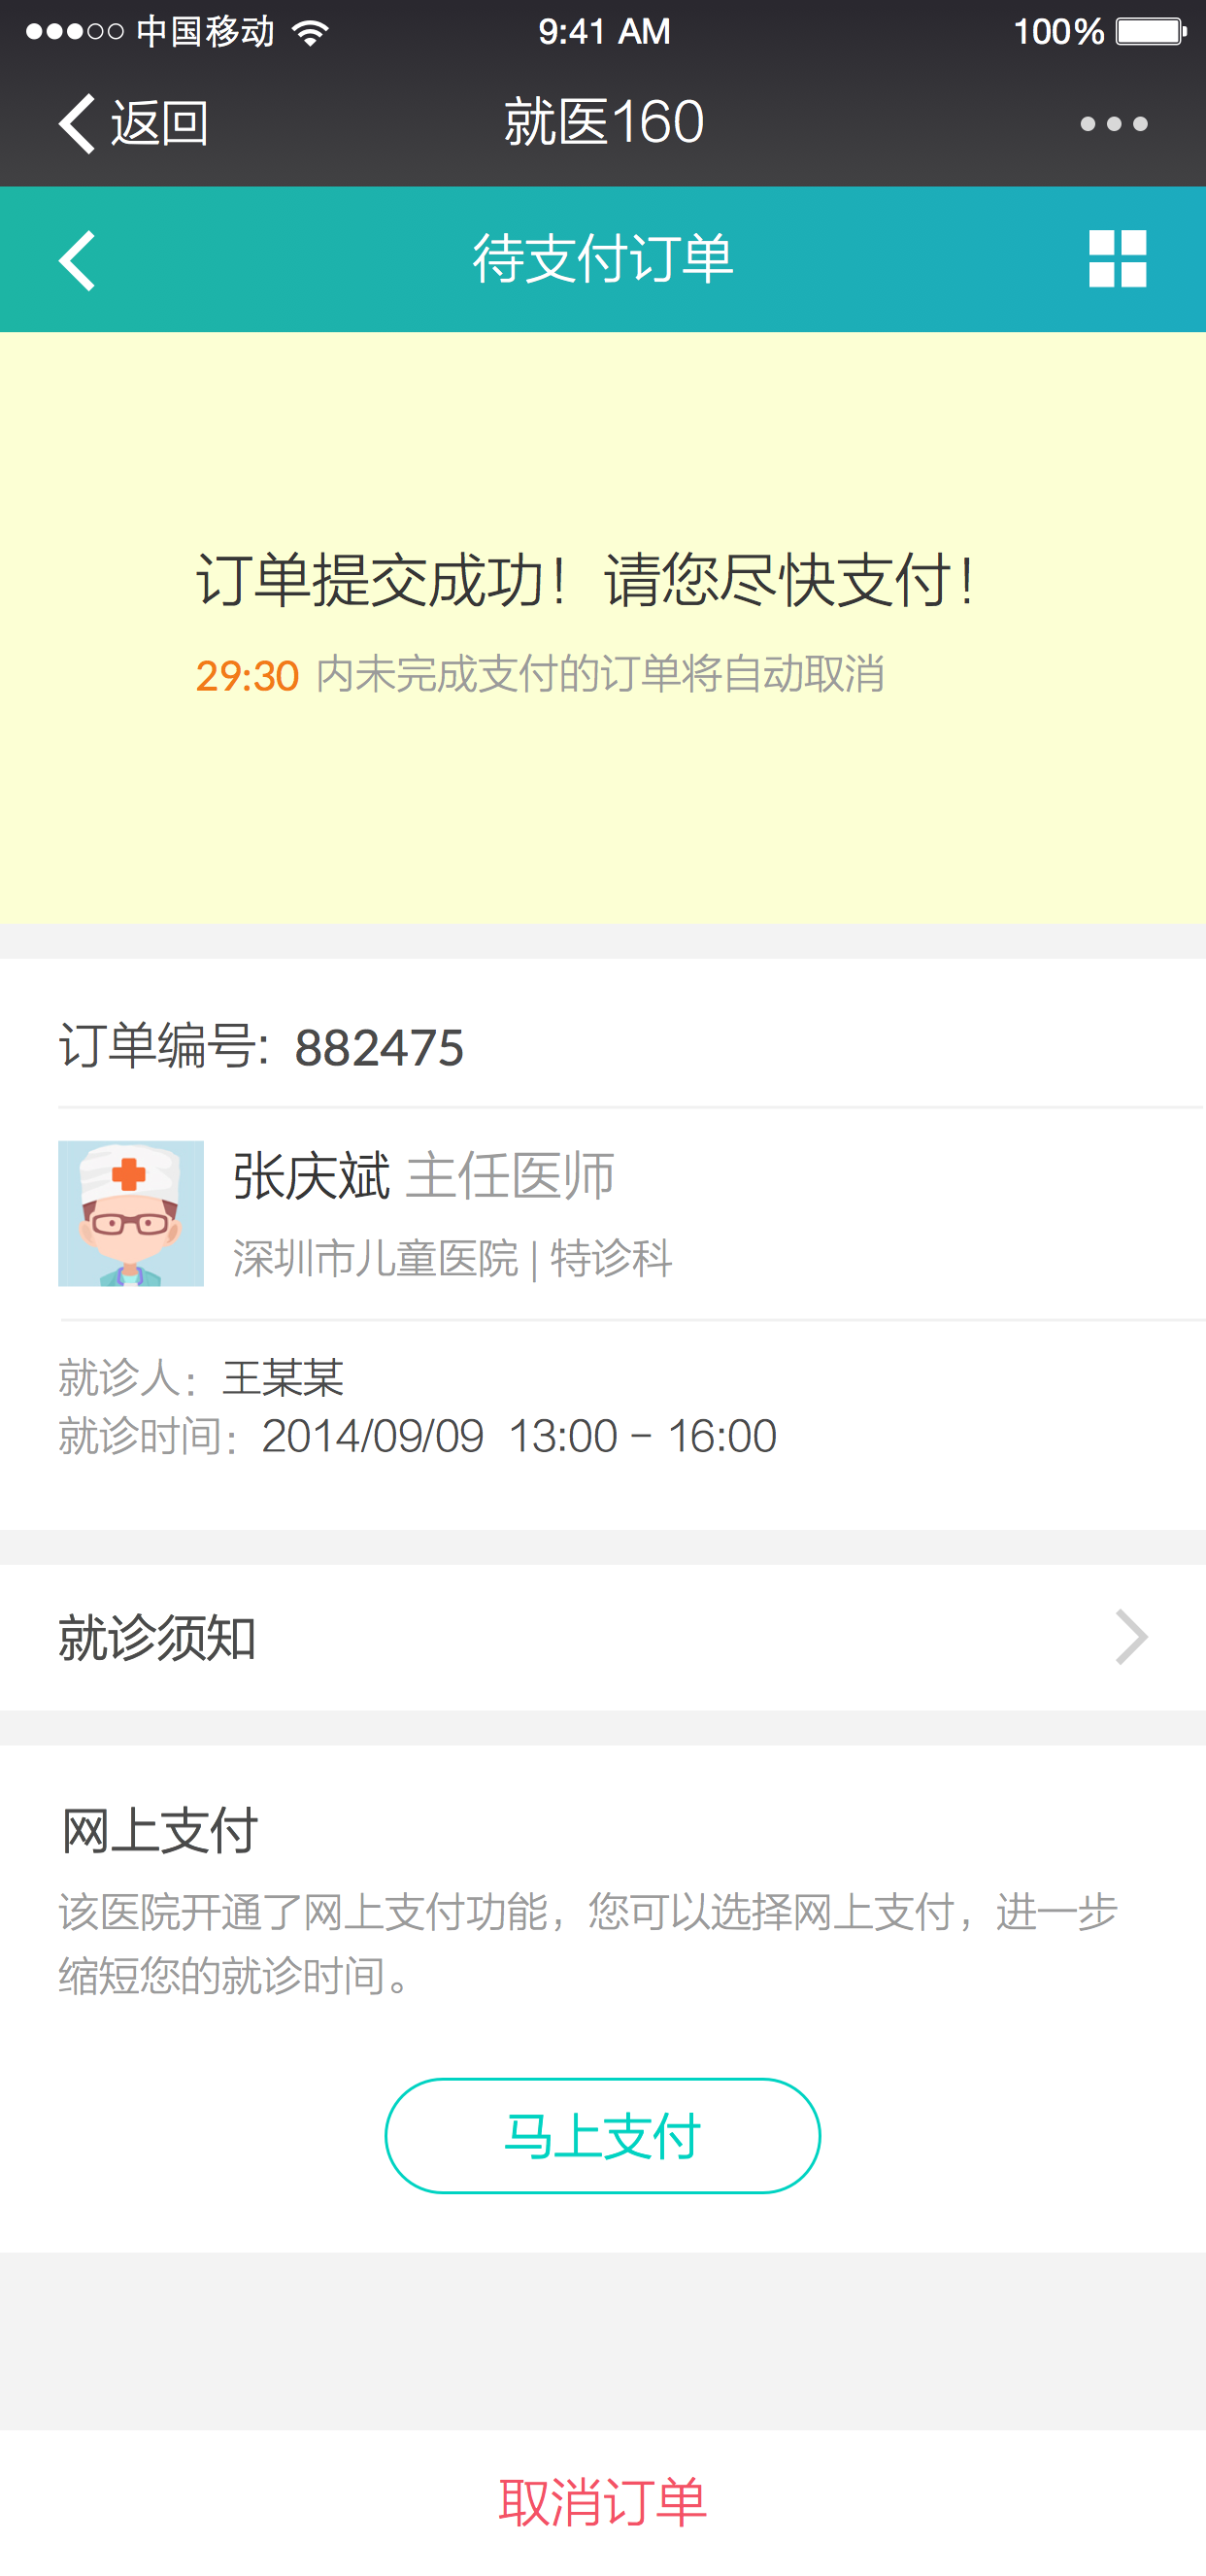 中国移动 9:41 AM 100%
返回 就医160
待支付订单
订单提交成功！请您尽快支付！
29:30 内未完成支付的订单将自动取消
订单编号：882475
张庆斌 主任医师
深圳市儿童医院 | 特诊科
就诊人：王某某
就诊时间：2014/09/09 13:00 - 16:00
就诊须知
网上支付
该医院开通了网上支付功能，您可以选择网上支付，进一步
缩短您的就诊时间。
马上支付
取消订单